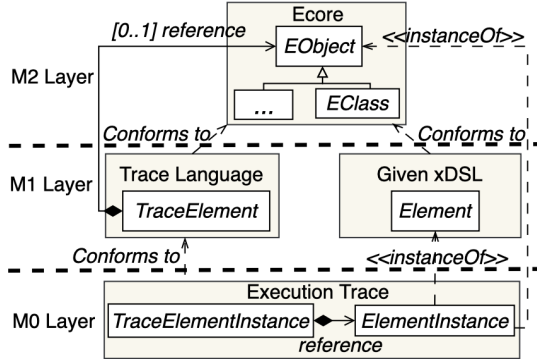 Ecore
[0..1] reference
EObject
<<instanceOf>>
M2 Layer
...
EClass
Conforms to
Conforms to
M1 Layer
Trace Language
Given xDSL
TraceElement
Element
Conforms to
<<instanceOf>>
Execution Trace
M0 Layer
TraceElementInstance
ElementInstance
reference